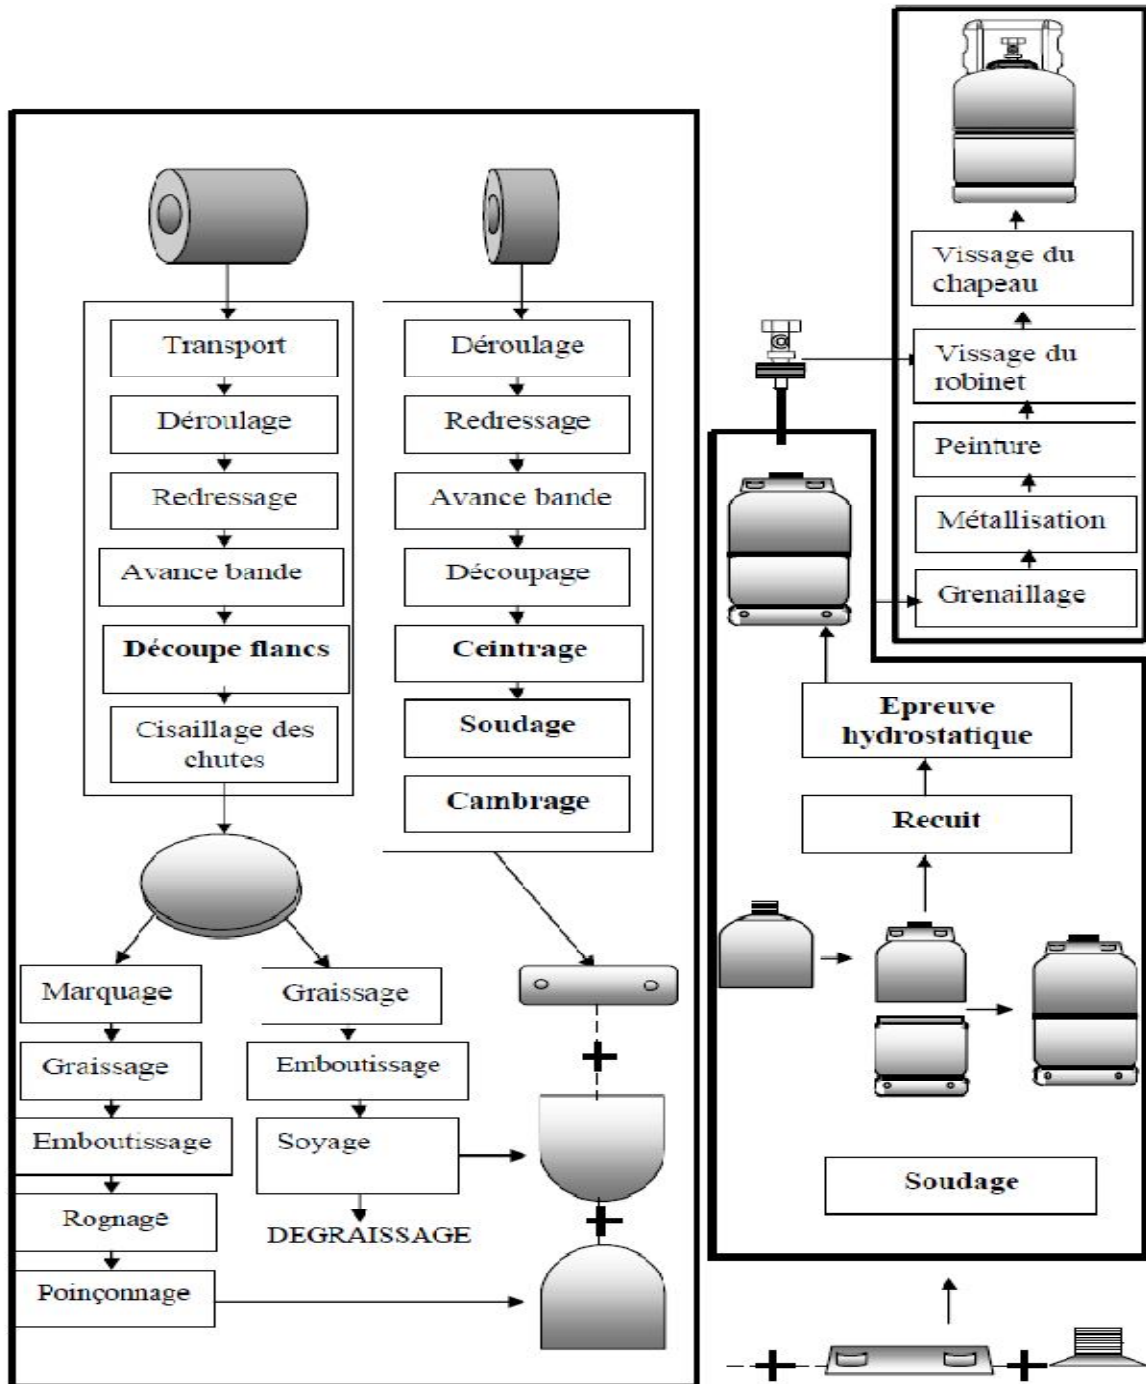 Transport
Déroulage
Redressage
Avance bande
Découpe flancs
Cisaillage des
chutes
Déroulage
Redressage
Avance bande
Découpage
Ceintrage
Soudage
Cambrage
Marquage
Graissage
Emboutissage
Rognage
Poinçonnage
Graissage
Emboutissage
Soyage
DEGRAISSAGE
+
+
Vissage du
chapeau
Vissage du
robinet
Peinture
Métallisation
Grenaillage
Epreuve
hydrostatique
Recuit
Soudage
+
+